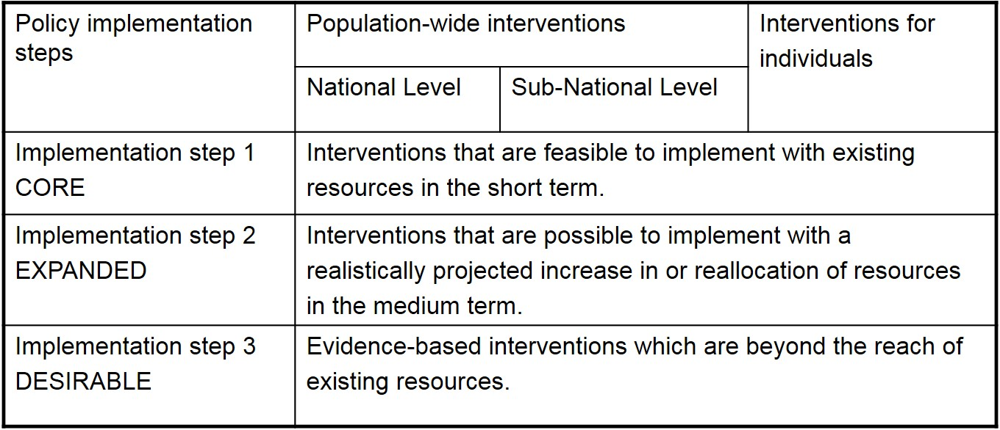 Policy implementation
steps
Population-wide interventions
Interventions for
individuals
National Level
Sub-National Level
Implementation step 1
CORE
Interventions that are feasible to implement with existing
resources in the short term.
Implementation step 2
EXPANDED
Interventions that are possible to implement with a
realistically projected increase in or reallocation of resources
in the medium term.
Implementation step 3
DESIRABLE
Evidence-based interventions which are beyond the reach of
existing resources.